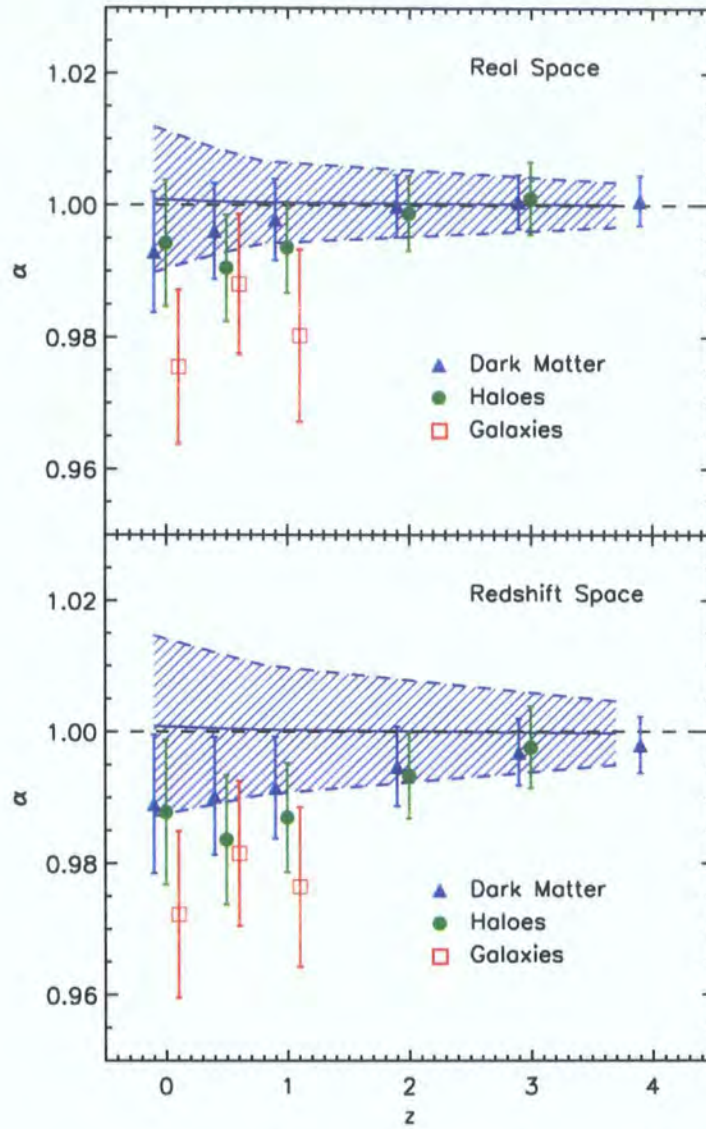 1.02
Real Space
1.00
α
0.98
Dark Matter
Haloes
Galaxies
0.96
1.02
Redshift Space
1.00
α
0.98
Dark Matter
Haloes
Galaxies
0.96
0 1 2 3 4
z